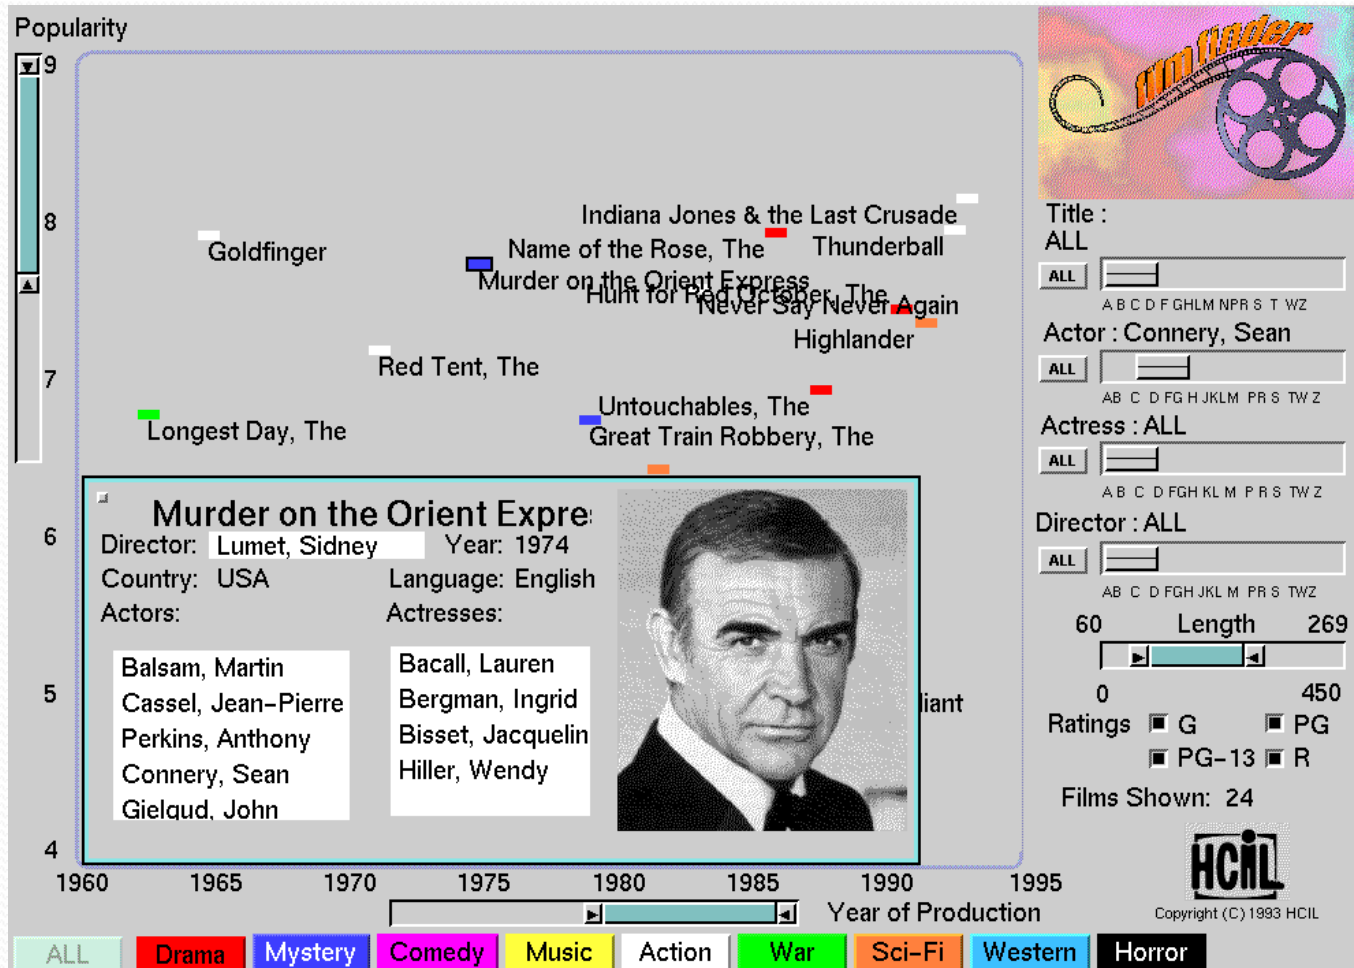 Popularity
film finder
9
8
7
6
5
4
Indiana Jones & the Last Crusade
Goldfinger
Name of the Rose, The
Thunderball
Murder on the Orient Express
Hunt for Red October, The
Never Say Never Again
Highlander
Red Tent, The
Untouchables, The
Longest Day, The
Great Train Robbery, The
liant
Murder on the Orient Expre
Director: Lumet, Sidney Year: 1974
Country: USA Language: English
Actors: Actresses:
Balsam, Martin
Cassel, Jean-Pierre
Perkins, Anthony
Connery, Sean
Gielgud, John
Bacall, Lauren
Bergman, Ingrid
Bisset, Jacquelin
Hiller, Wendy
1960 1965 1970 1975 1980 1985 1990 1995
Year of Production
ALL Drama Mystery Comedy Music Action War Sci-Fi Western Horror
Title :
ALL
ALL
A B C D F GHLM NPR S T WZ
Actor : Connery, Sean
ALL
AB C D FG H JKLM PR S TW Z
Actress : ALL
ALL
AB C D FGH KL M P R S TW Z
Director : ALL
ALL
AB C D FGH JKL M PR S TWZ
60 Length 269
0 450
Ratings G PG
PG-13 R
Films Shown: 24
HCIL
Copyright (C) 1993 HCIL